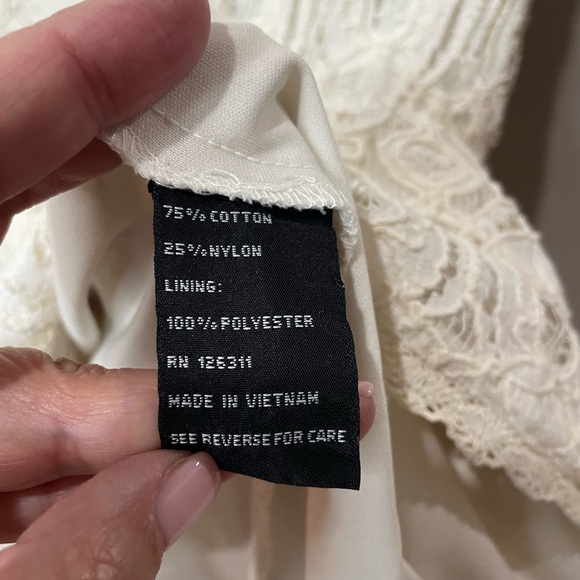 75% COTTON
25% NYLON
LINING:
100% POLYESTER
RN 126311
MADE IN VIETNAM
SEE REVERSE FOR CARE